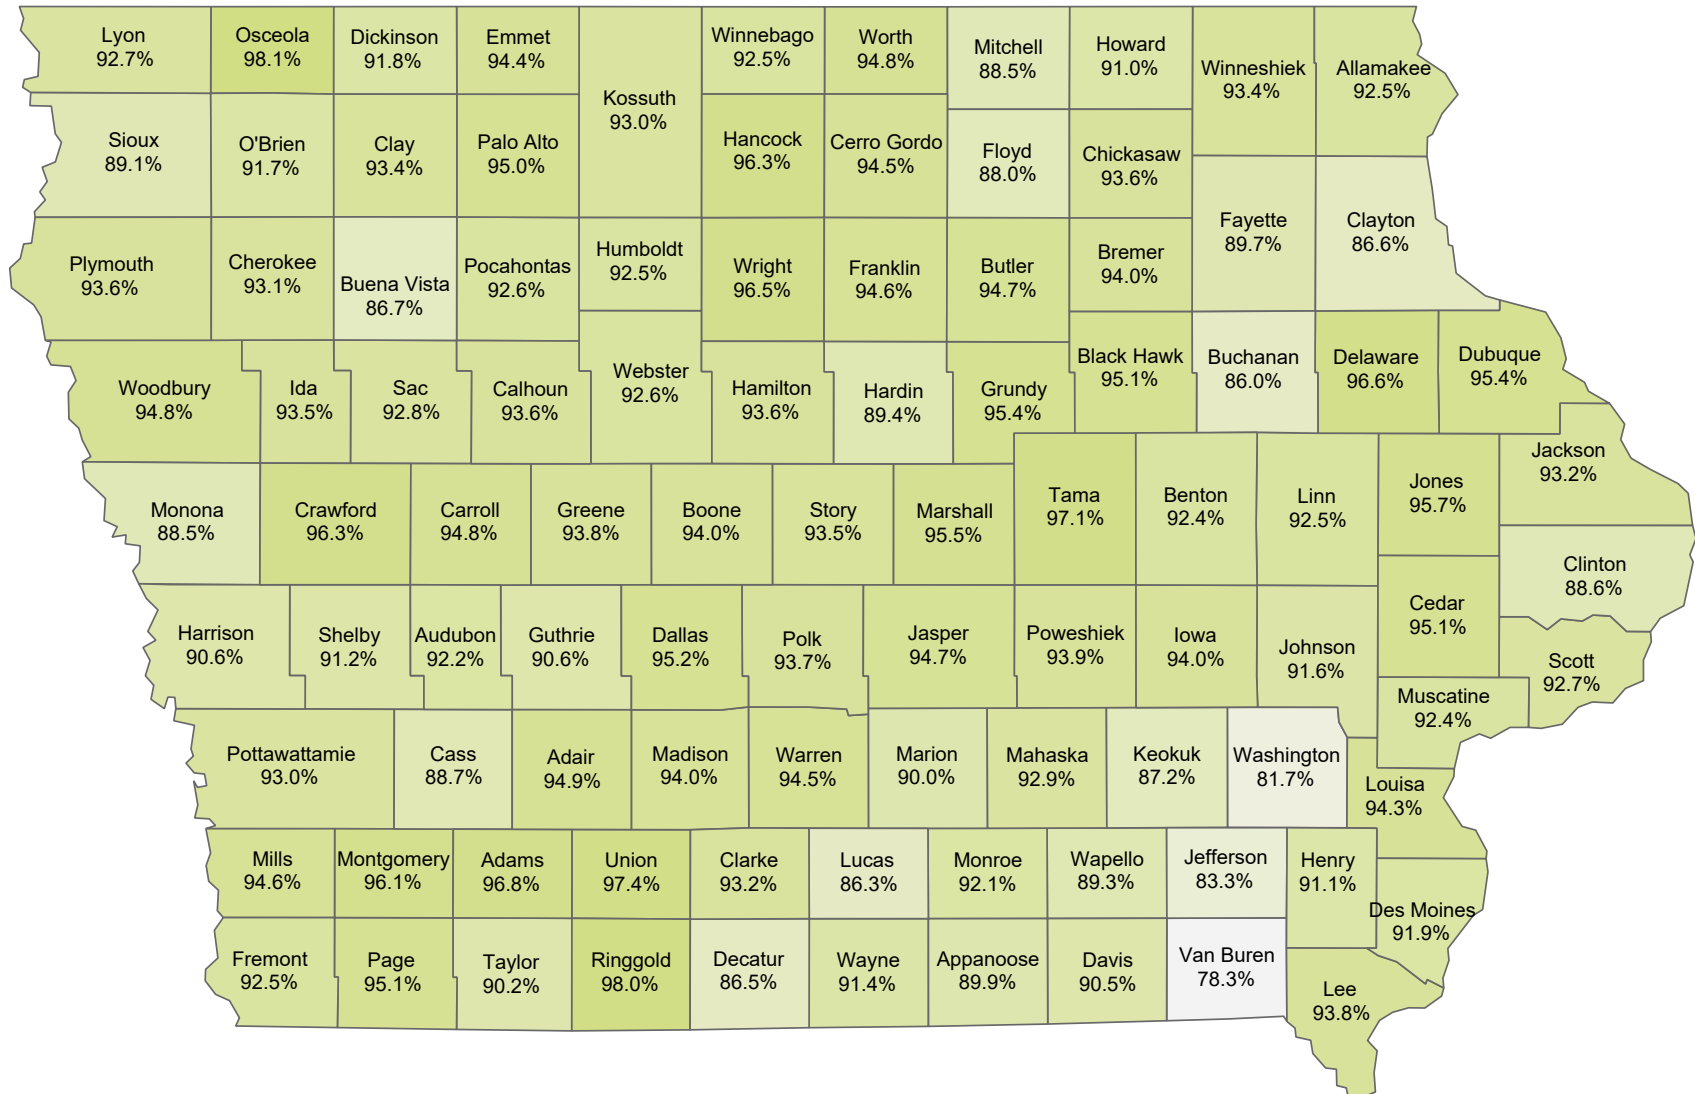 Lyon
92.7%
Osceola
98.1%
Dickinson
91.8%
Emmet
94.4%
Kossuth
93.0%
Winnebago
92.5%
Worth
94.8%
Mitchell
88.5%
Howard
91.0%
Winneshiek
93.4%
Allamakee
92.5%
Sioux
89.1%
O'Brien
91.7%
Clay
93.4%
Palo Alto
95.0%
Hancock
96.3%
Cerro Gordo
94.5%
Floyd
88.0%
Chickasaw
93.6%
Fayette
89.7%
Clayton
86.6%
Plymouth
93.6%
Cherokee
93.1%
Buena Vista
86.7%
Pocahontas
92.6%
Humboldt
92.5%
Wright
96.5%
Franklin
94.6%
Butler
94.7%
Bremer
94.0%
Woodbury
94.8%
Ida
93.5%
Sac
92.8%
Calhoun
93.6%
Webster
92.6%
Hamilton
93.6%
Hardin
89.4%
Grundy
95.4%
Black Hawk
95.1%
Buchanan
86.0%
Delaware
96.6%
Dubuque
95.4%
Monona
88.5%
Crawford
96.3%
Carroll
94.8%
Greene
93.8%
Boone
94.0%
Story
93.5%
Marshall
95.5%
Tama
97.1%
Benton
92.4%
Linn
92.5%
Jones
95.7%
Jackson
93.2%
Clinton
88.6%
Harrison
90.6%
Shelby
91.2%
Audubon
92.2%
Guthrie
90.6%
Dallas
95.2%
Polk
93.7%
Jasper
94.7%
Poweshiek
93.9%
Iowa
94.0%
Johnson
91.6%
Cedar
95.1%
Scott
92.7%
Muscatine
92.4%
Pottawattamie
93.0%
Cass
88.7%
Adair
94.9%
Madison
94.0%
Warren
94.5%
Marion
90.0%
Mahaska
92.9%
Keokuk
87.2%
Washington
81.7%
Louisa
94.3%
Mills
94.6%
Montgomery
96.1%
Adams
96.8%
Union
97.4%
Clarke
93.2%
Lucas
86.3%
Monroe
92.1%
Wapello
89.3%
Jefferson
83.3%
Henry
91.1%
Des Moines
91.9%
Fremont
92.5%
Page
95.1%
Taylor
90.2%
Ringgold
98.0%
Decatur
86.5%
Wayne
91.4%
Appanoose
89.9%
Davis
90.5%
Van Buren
78.3%
Lee
93.8%